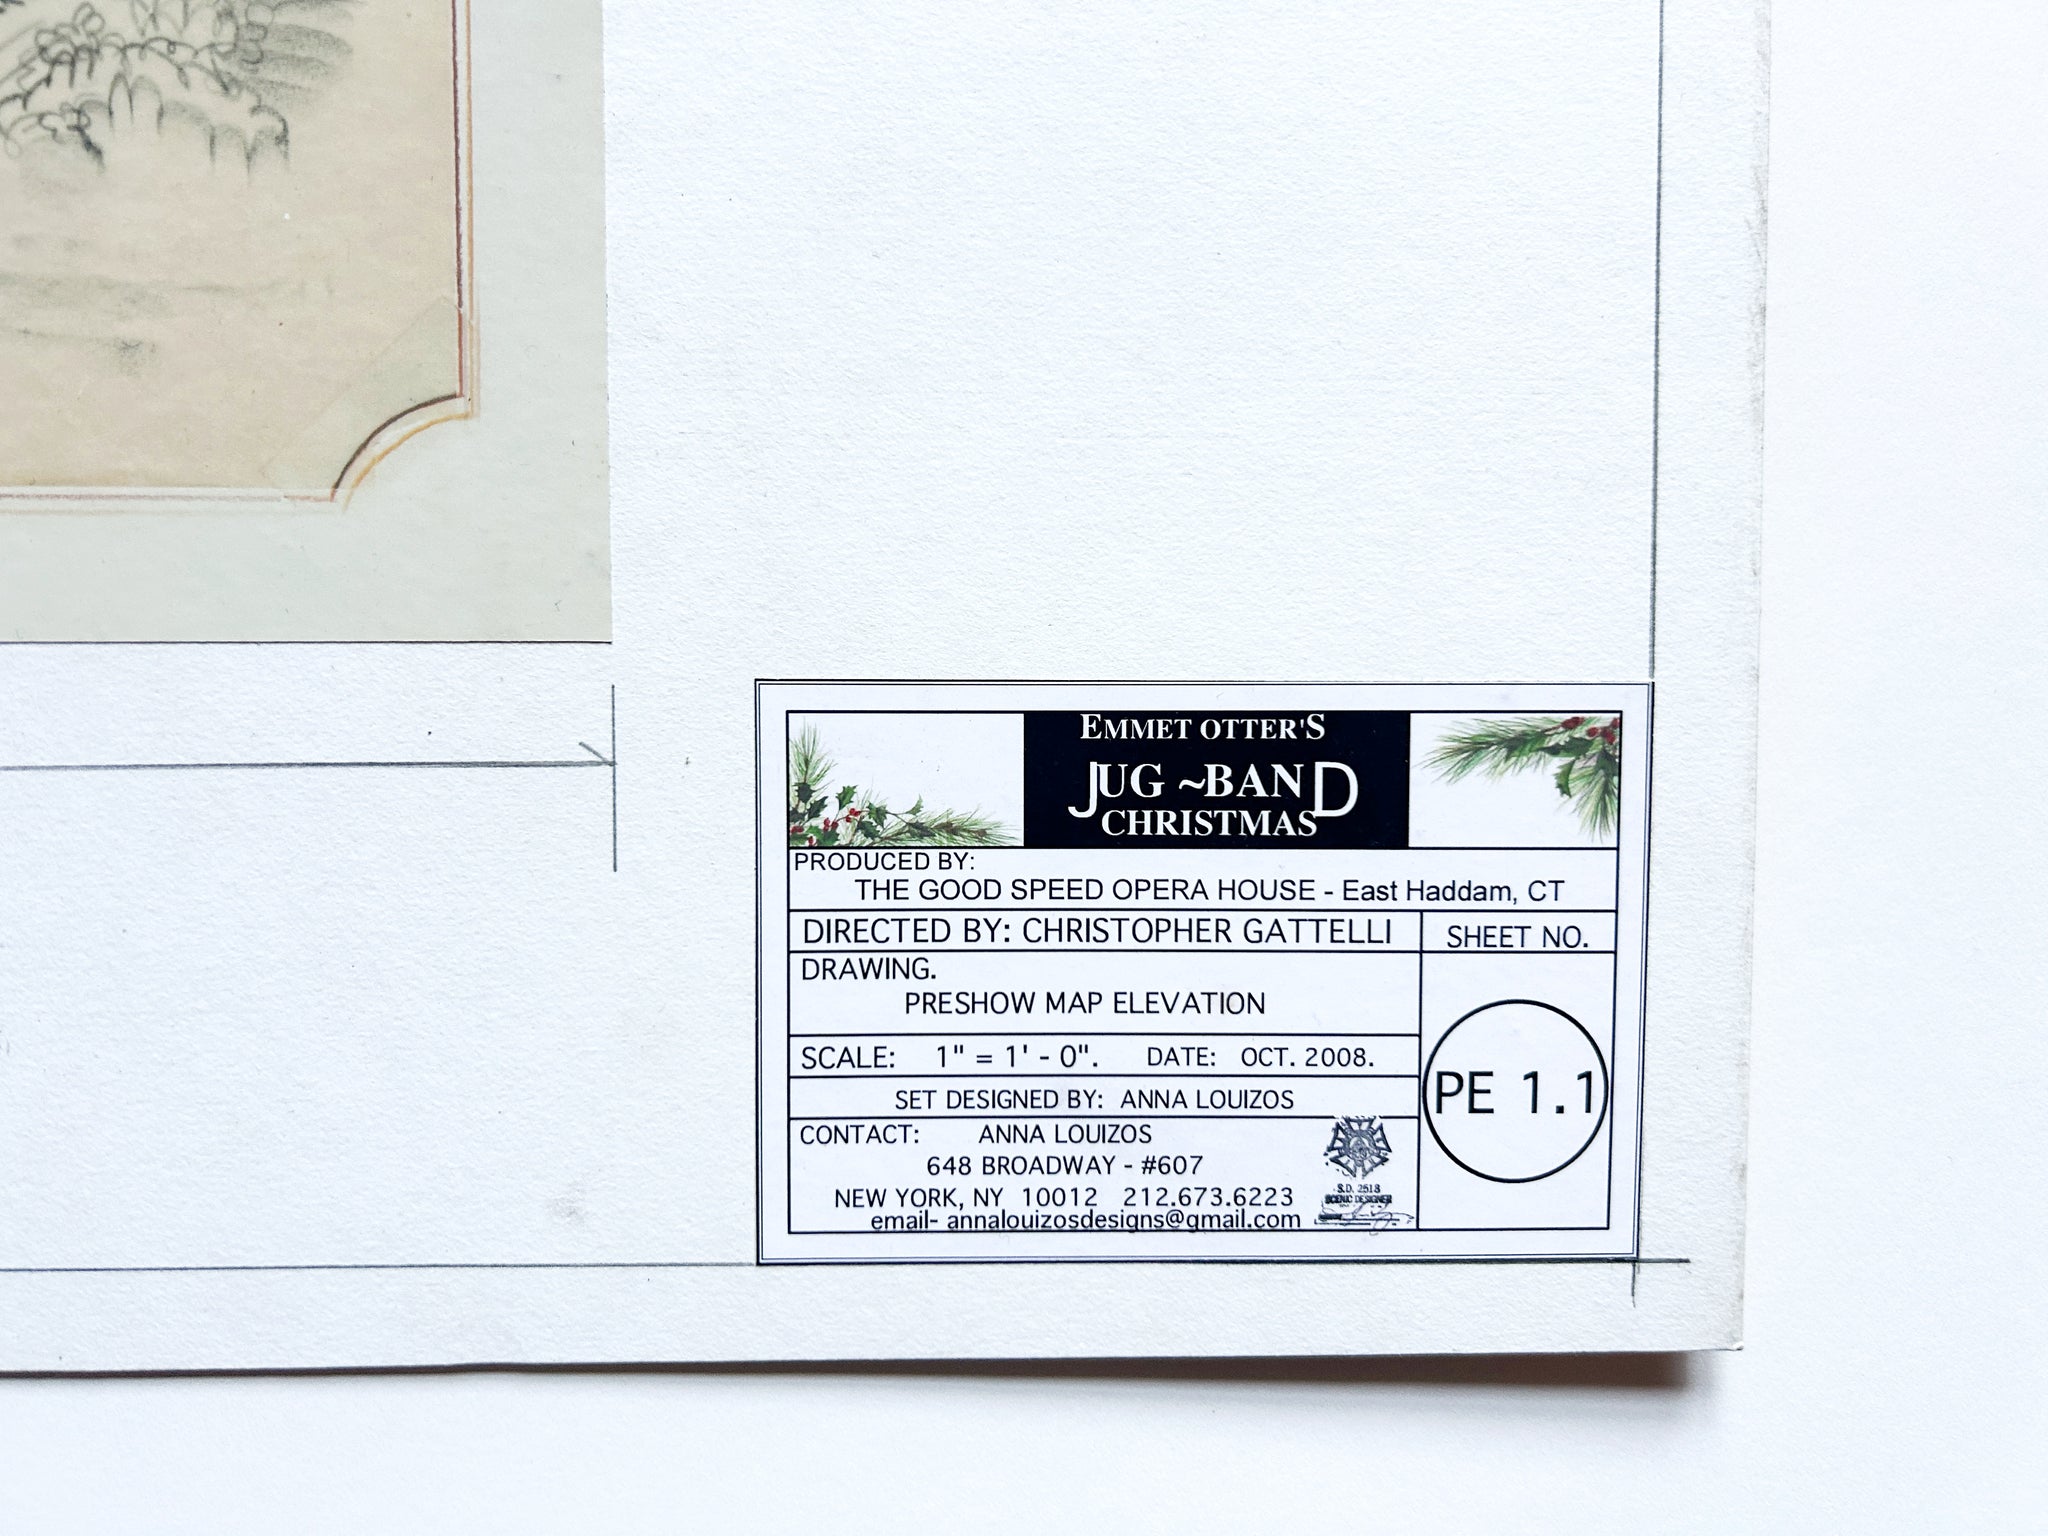 EMMET OTTER'S
JUG ~BAND
CHRISTMAS
PRODUCED BY:
THE GOOD SPEED OPERA HOUSE - East Haddam, CT
DIRECTED BY: CHRISTOPHER GATTELLI
SHEET NO.
DRAWING.
PRESHOW MAP ELEVATION
SCALE: 1" = 1' - 0". DATE: OCT. 2008.
PE 1.1
SET DESIGNED BY: ANNA LOUIZOS
CONTACT: ANNA LOUIZOS
648 BROADWAY - #607
NEW YORK, NY 10012 212.673.6223
email- annalouizosdesigns@gmail.com
S.D. 2513
SCENIC DESIGNER